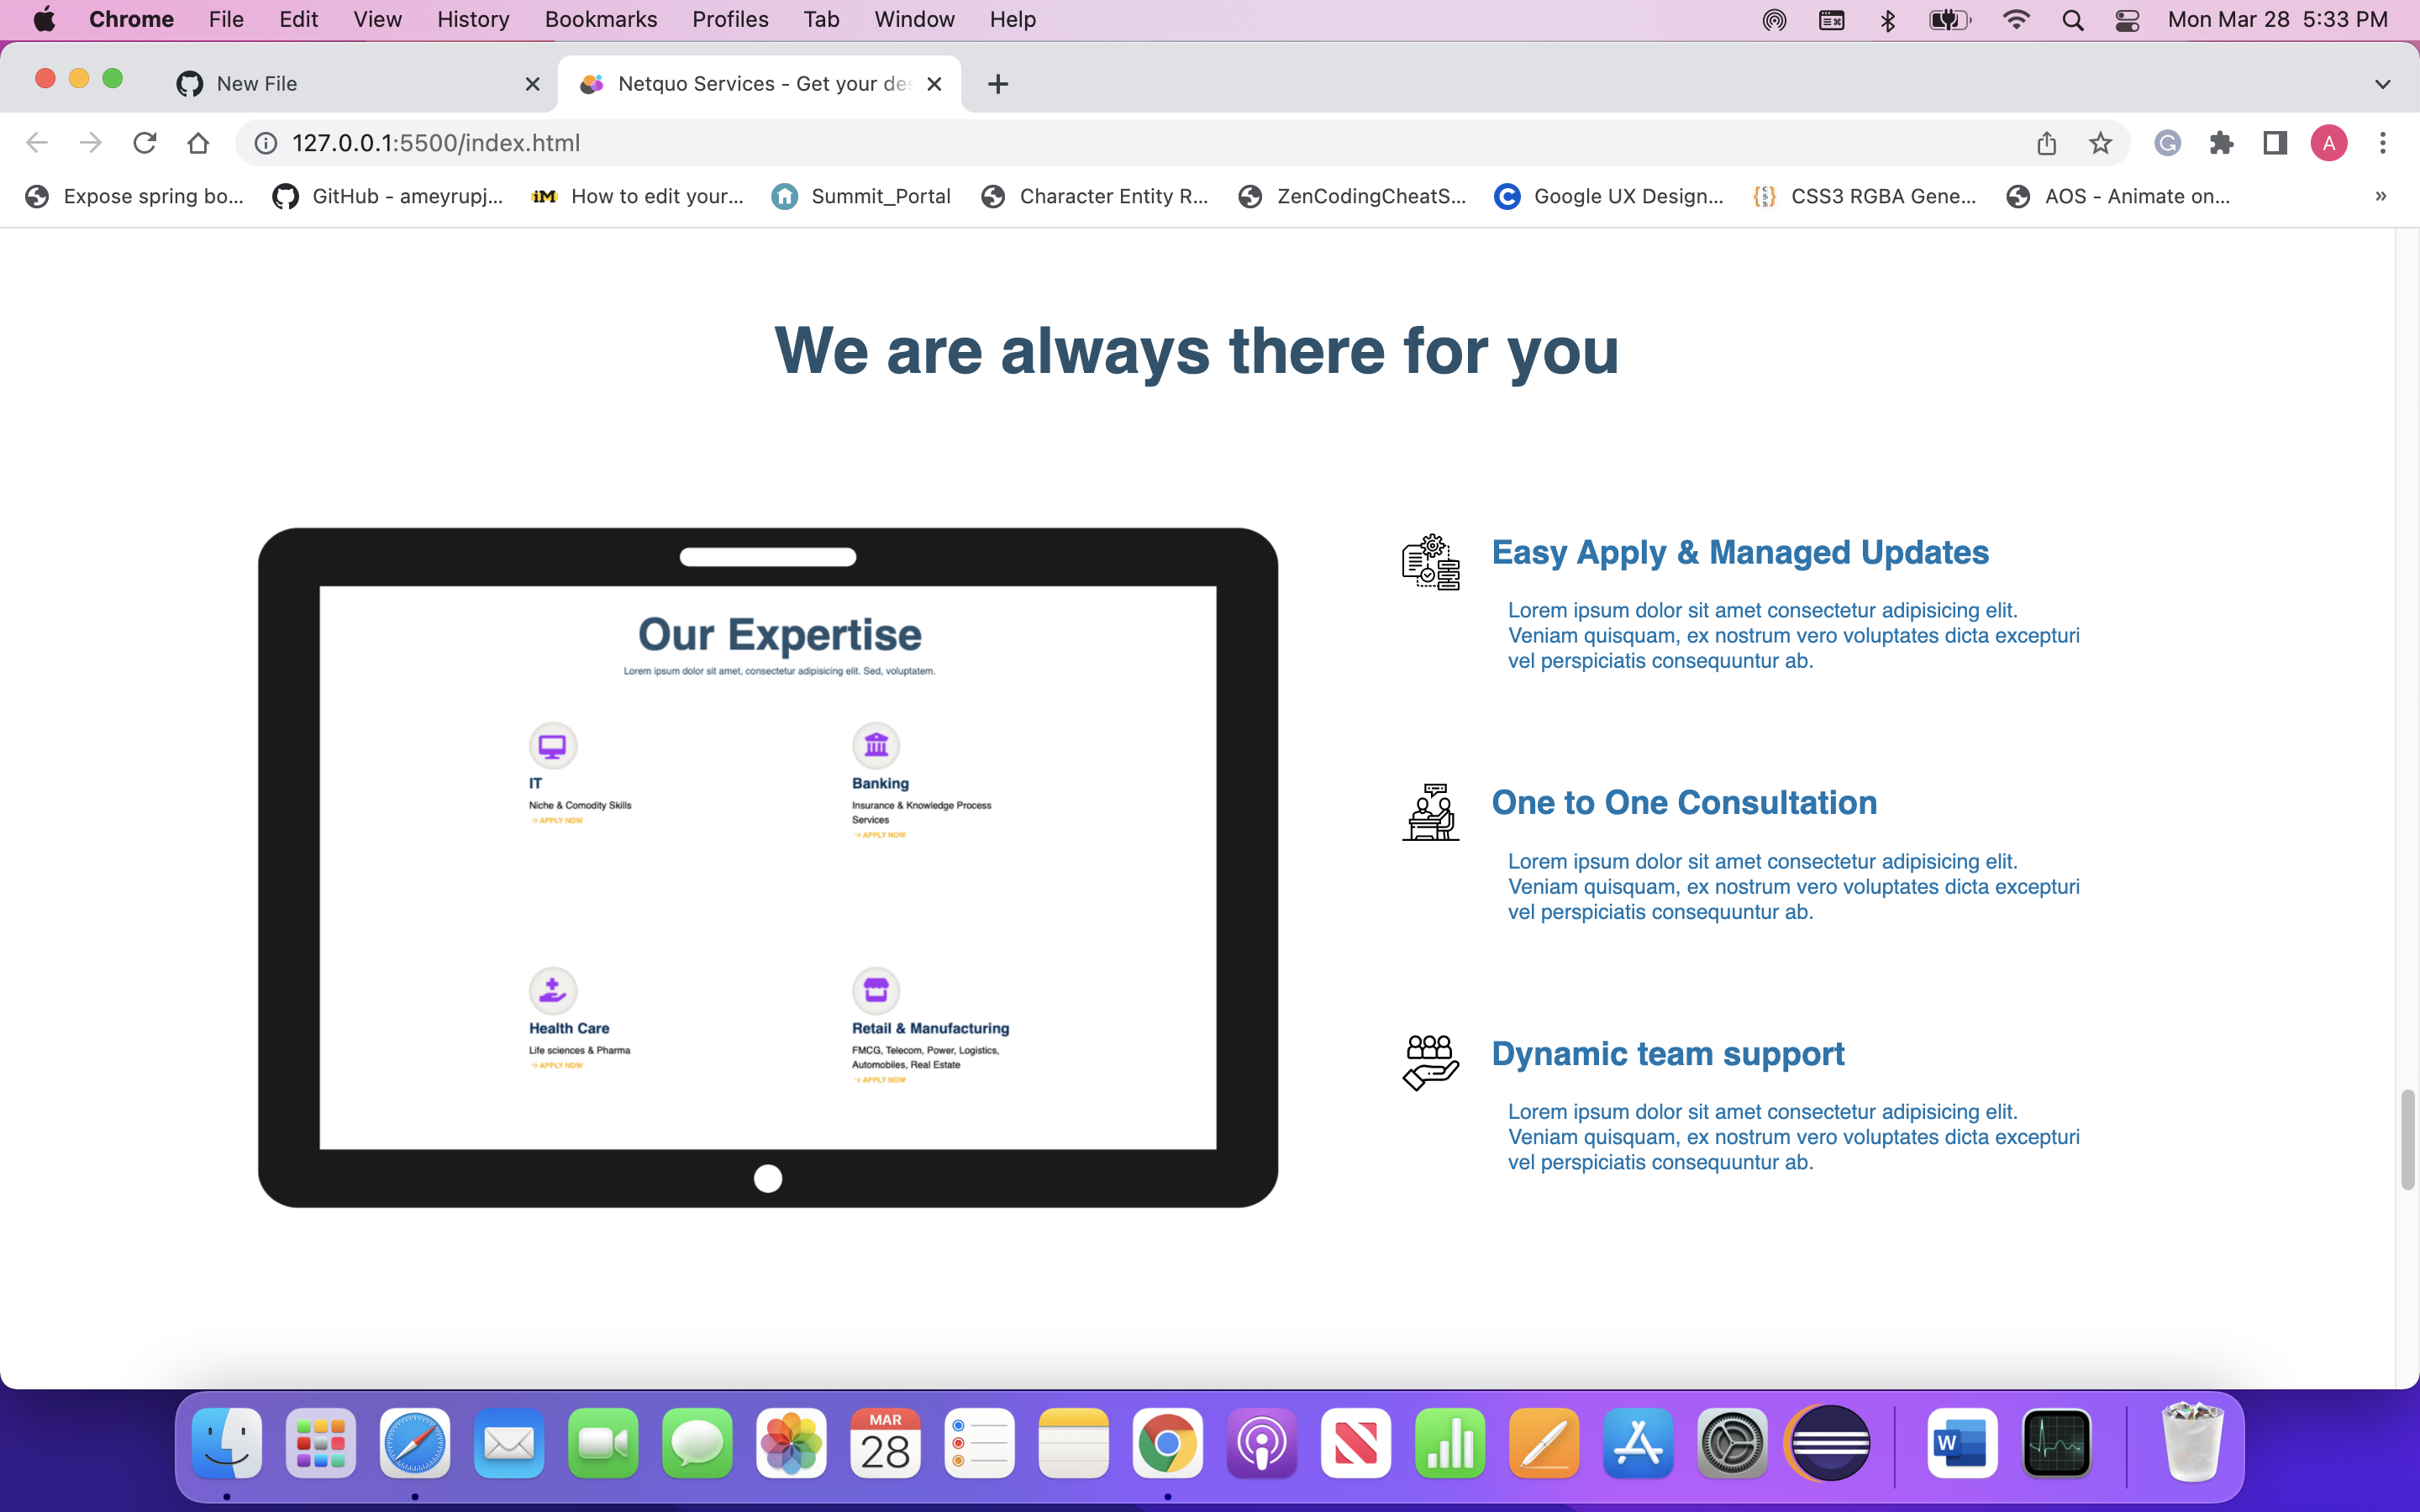 Chrome File Edit View History Bookmarks Profiles Tab Window Help Mon Mar 28 5:33 PM
New File Netquo Services - Get your des
127.0.0.1:5500/index.html A
Expose spring bo... GitHub - ameyrupj... iM How to edit your... Summit_Portal Character Entity R... ZenCodingCheatS... Google UX Design... CSS3 RGBA Gene... AOS - Animate on... »
We are always there for you
Our Expertise
Lorem ipsum dolor sit amet, consectetur adipisicing elit. Sed, voluptatem.
IT
Niche & Comodity Skills
→ APPLY NOW
Banking
Insurance & Knowledge Process
Services
→ APPLY NOW
Health Care
Life sciences & Pharma
→ APPLY NOW
Retail & Manufacturing
FMCG, Telecom, Power, Logistics,
Automobiles, Real Estate
→ APPLY NOW
Easy Apply & Managed Updates
Lorem ipsum dolor sit amet consectetur adipisicing elit.
Veniam quisquam, ex nostrum vero voluptates dicta excepturi
vel perspiciatis consequuntur ab.
One to One Consultation
Lorem ipsum dolor sit amet consectetur adipisicing elit.
Veniam quisquam, ex nostrum vero voluptates dicta excepturi
vel perspiciatis consequuntur ab.
Dynamic team support
Lorem ipsum dolor sit amet consectetur adipisicing elit.
Veniam quisquam, ex nostrum vero voluptates dicta excepturi
vel perspiciatis consequuntur ab.
MAR
28
W